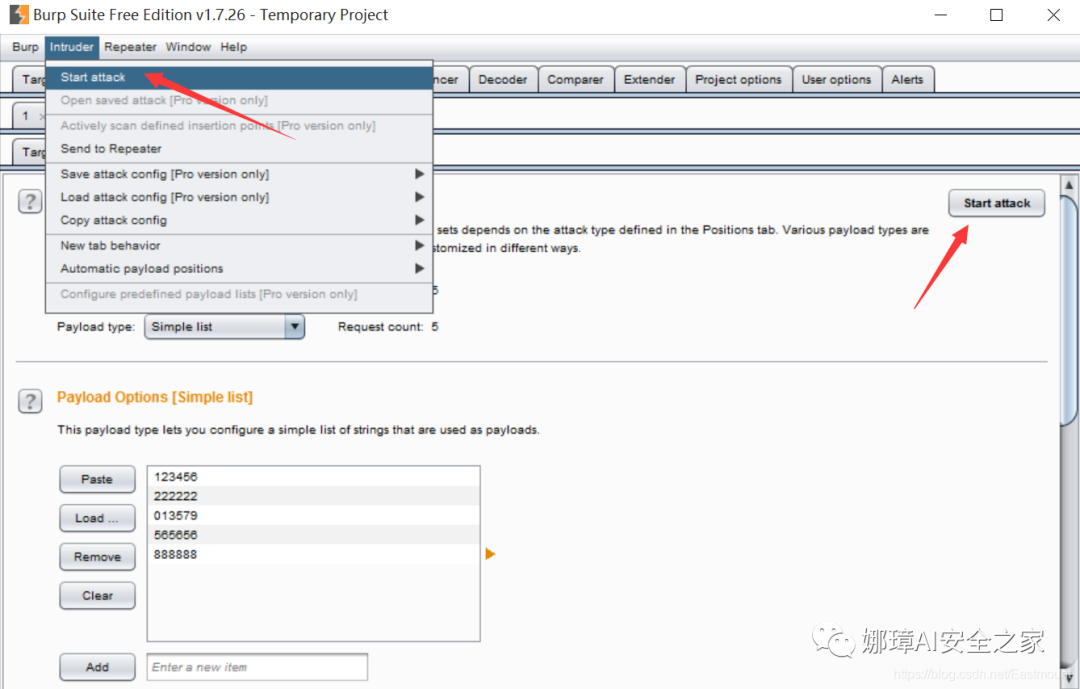 Burp Suite Free Edition v1.7.26 - Temporary Project
Burp Intruder Repeater Window Help
Start attack
Decoder Comparer Extender Project options User options Alerts
Open saved attack [Pro version only]
1
Actively scan defined insertion points [Pro version only]
Send to Repeater
Save attack config [Pro version only]
Load attack config [Pro version only]
Copy attack config
New tab behavior
Automatic payload positions
Configure predefined payload lists [Pro version only]
?
Start attack
sets depends on the attack type defined in the Positions tab. Various payload types are
stomized in different ways.
5
Payload type: Simple list Request count: 5
?
Payload Options [Simple list]
This payload type lets you configure a simple list of strings that are used as payloads.
Paste
Load ...
Remove
Clear
123456
222222
013579
565656
888888
Add
Enter a new item
娜璋AI安全之家
https://blog.csdn.net/Eastmount